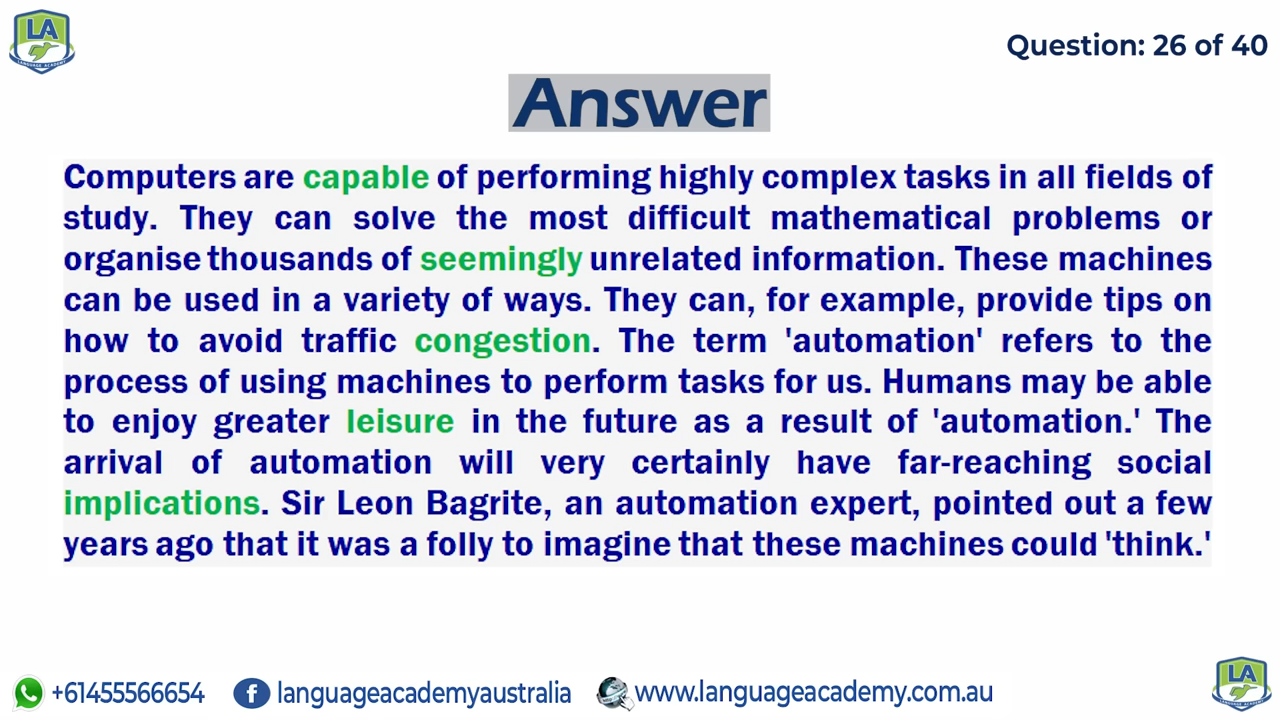 LA
LANGUAGE ACADEMY
Question: 26 of 40
Answer
Computers are capable of performing highly complex tasks in all fields of
study. They can solve the most difficult mathematical problems or
organise thousands of seemingly unrelated information. These machines
can be used in a variety of ways. They can, for example, provide tips on
how to avoid traffic congestion. The term 'automation' refers to the
process of using machines to perform tasks for us. Humans may be able
to enjoy greater leisure in the future as a result of 'automation.' The
arrival of automation will very certainly have far-reaching social
implications. Sir Leon Bagrite, an automation expert, pointed out a few
years ago that it was a folly to imagine that these machines could 'think.'
+61455566654
languageacademyaustralia
www.languageacademy.com.au
LA
LANGUAGE ACADEMY